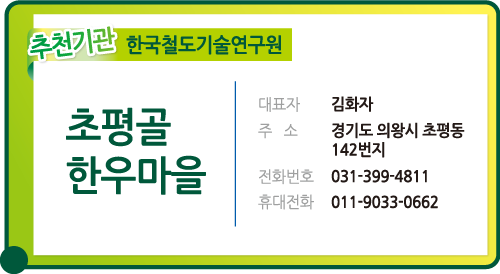 추천기관 한국철도기술연구원
초평골
한우마을
대표자 김화자
주 소 경기도 의왕시 초평동
142번지
전화번호 031-399-4811
휴대전화 011-9033-0662